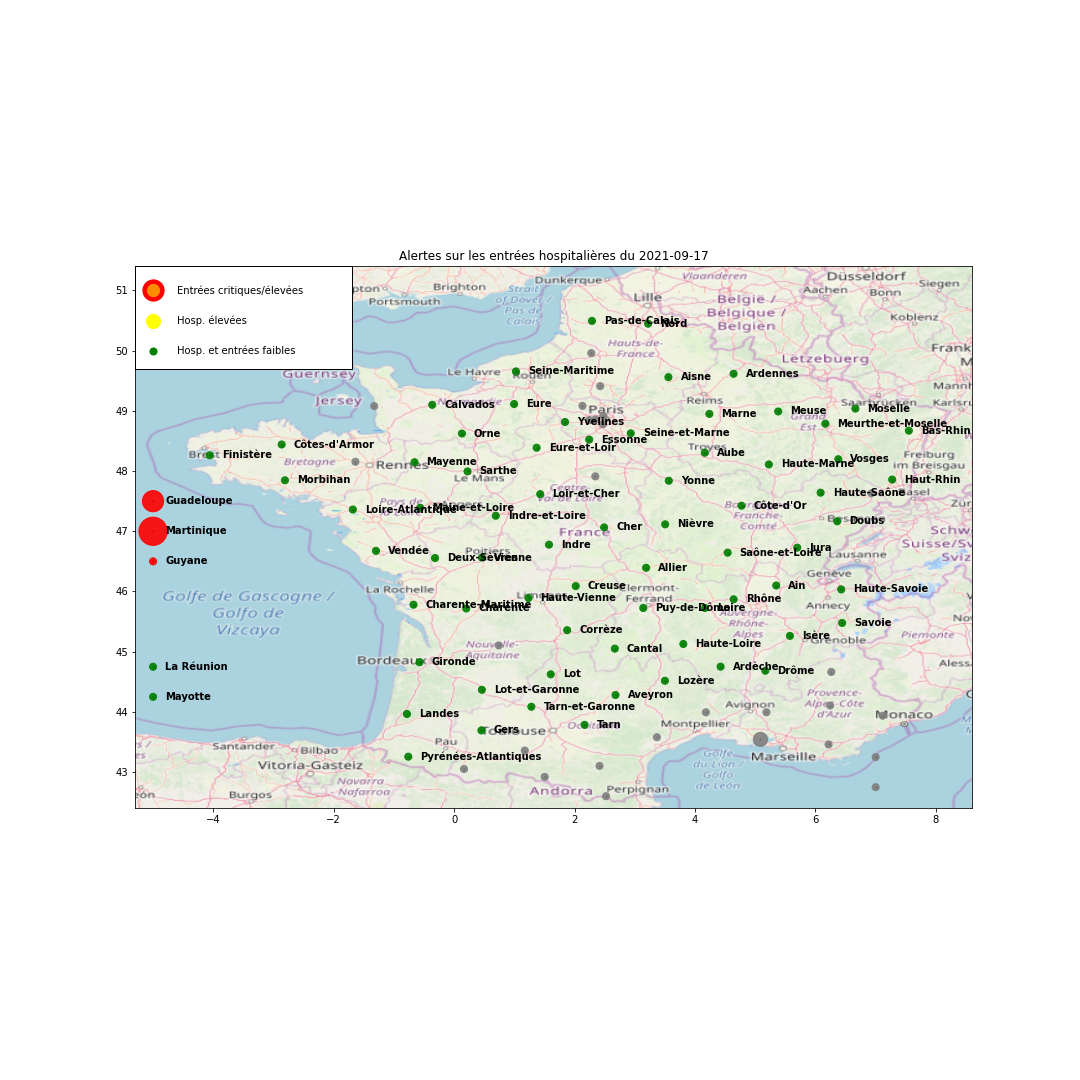 Alertes sur les entrées hospitalières du 2021-09-17
Entrées critiques/élevées
Hosp. élevées
Hosp. et entrées faibles
51
50
49
48
47
46
45
44
43
−4
−2
0
2
4
6
8
Brighton
Portsmouth
Strait
of Dover /
Pas de
Calais
Dunkerque
Lille
Vlaanderen
België /
Belgique /
Belgien
Düsseldorf
Aachen
Bonn
Siegen
Koblenz
Pas-de-Calais
Nord
Hauts-de-
France
Lëtzebuerg
Guernsey
Jersey
Le Havre
Rouen
Seine-Maritime
Aisne
Ardennes
Calvados
Eure
Paris
Reims
Marne
Meuse
Saarbrücken
Moselle
Meurthe-et-Moselle
Grand
Est
Bas-Rhin
Yvelines
Essonne
Seine-et-Marne
Orne
Eure-et-Loir
Troyes
Aube
Haute-Marne
Vosges
Freiburg
im Breisgau
Côtes-d'Armor
Brest
Finistère
Bretagne
Rennes
Mayenne
Sarthe
Le Mans
Morbihan
Yonne
Haut-Rhin
Haute-Saône
Basel
Loir-et-Cher
Centre-
Val de Loire
Guadeloupe
Pays de
la Loire
Angers
Loire-Atlantique
Maine-et-Loire
Indre-et-Loire
Côte-d'Or
Bourgogne-
Franche-
Comté
Besançon
Doubs
Martinique
Cher
France
Nièvre
Indre
Jura
Saône-et-Loire
Lausanne
Guyane
Vendée
Poitiers
Deux-Sèvres
Vienne
Allier
Genève
La Rochelle
Creuse
Clermont-
Ferrand
Ain
Haute-Savoie
Golfe de Gascogne /
Golfo de
Vizcaya
Charente-Maritime
Charente
Limoges
Haute-Vienne
Puy-de-Dôme
Loire
Rhône
Annecy
Auvergne-
Rhône-
Alpes
Corrèze
Savoie
Piemonte
Isère
Grenoble
Nouvelle-
Aquitaine
Cantal
Haute-Loire
Bordeaux
Gironde
La Réunion
Ardèche
Drôme
Lot
Lozère
Mayotte
Lot-et-Garonne
Aveyron
Tarn-et-Garonne
Avignon
Provence-
Alpes-Côte
d'Azur
Monaco
Landes
Gers
Toulouse
Occitanie
Tarn
Montpellier
Pau
Marseille
Santander
Bilbao
Vitoria-Gasteiz
Pyrénées-Atlantiques
Golfe
du Lion /
Golfo
de León
Navarra
- Nafarroa
Burgos
Andorra
Perpignan